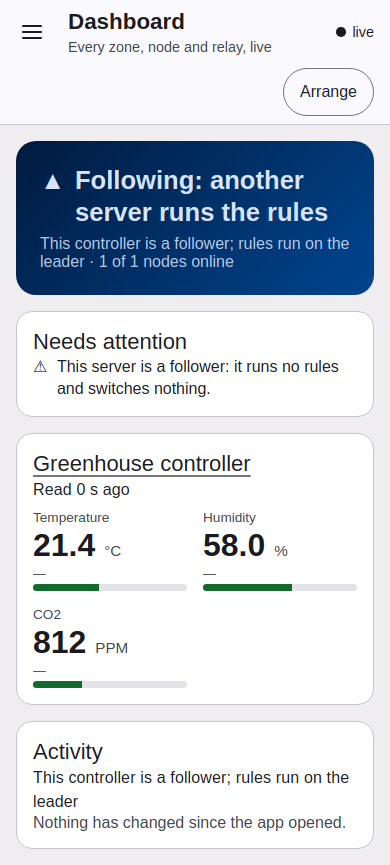 Dashboard
Every zone, node and relay, live
live
Arrange
▲ Following: another
server runs the rules
This controller is a follower; rules run on the
leader · 1 of 1 nodes online
Needs attention
⚠ This server is a follower: it runs no rules
and switches nothing.
Greenhouse controller
Read 0 s ago
Temperature
21.4 °C
—
Humidity
58.0 %
—
CO2
812 PPM
—
Activity
This controller is a follower; rules run on the
leader
Nothing has changed since the app opened.